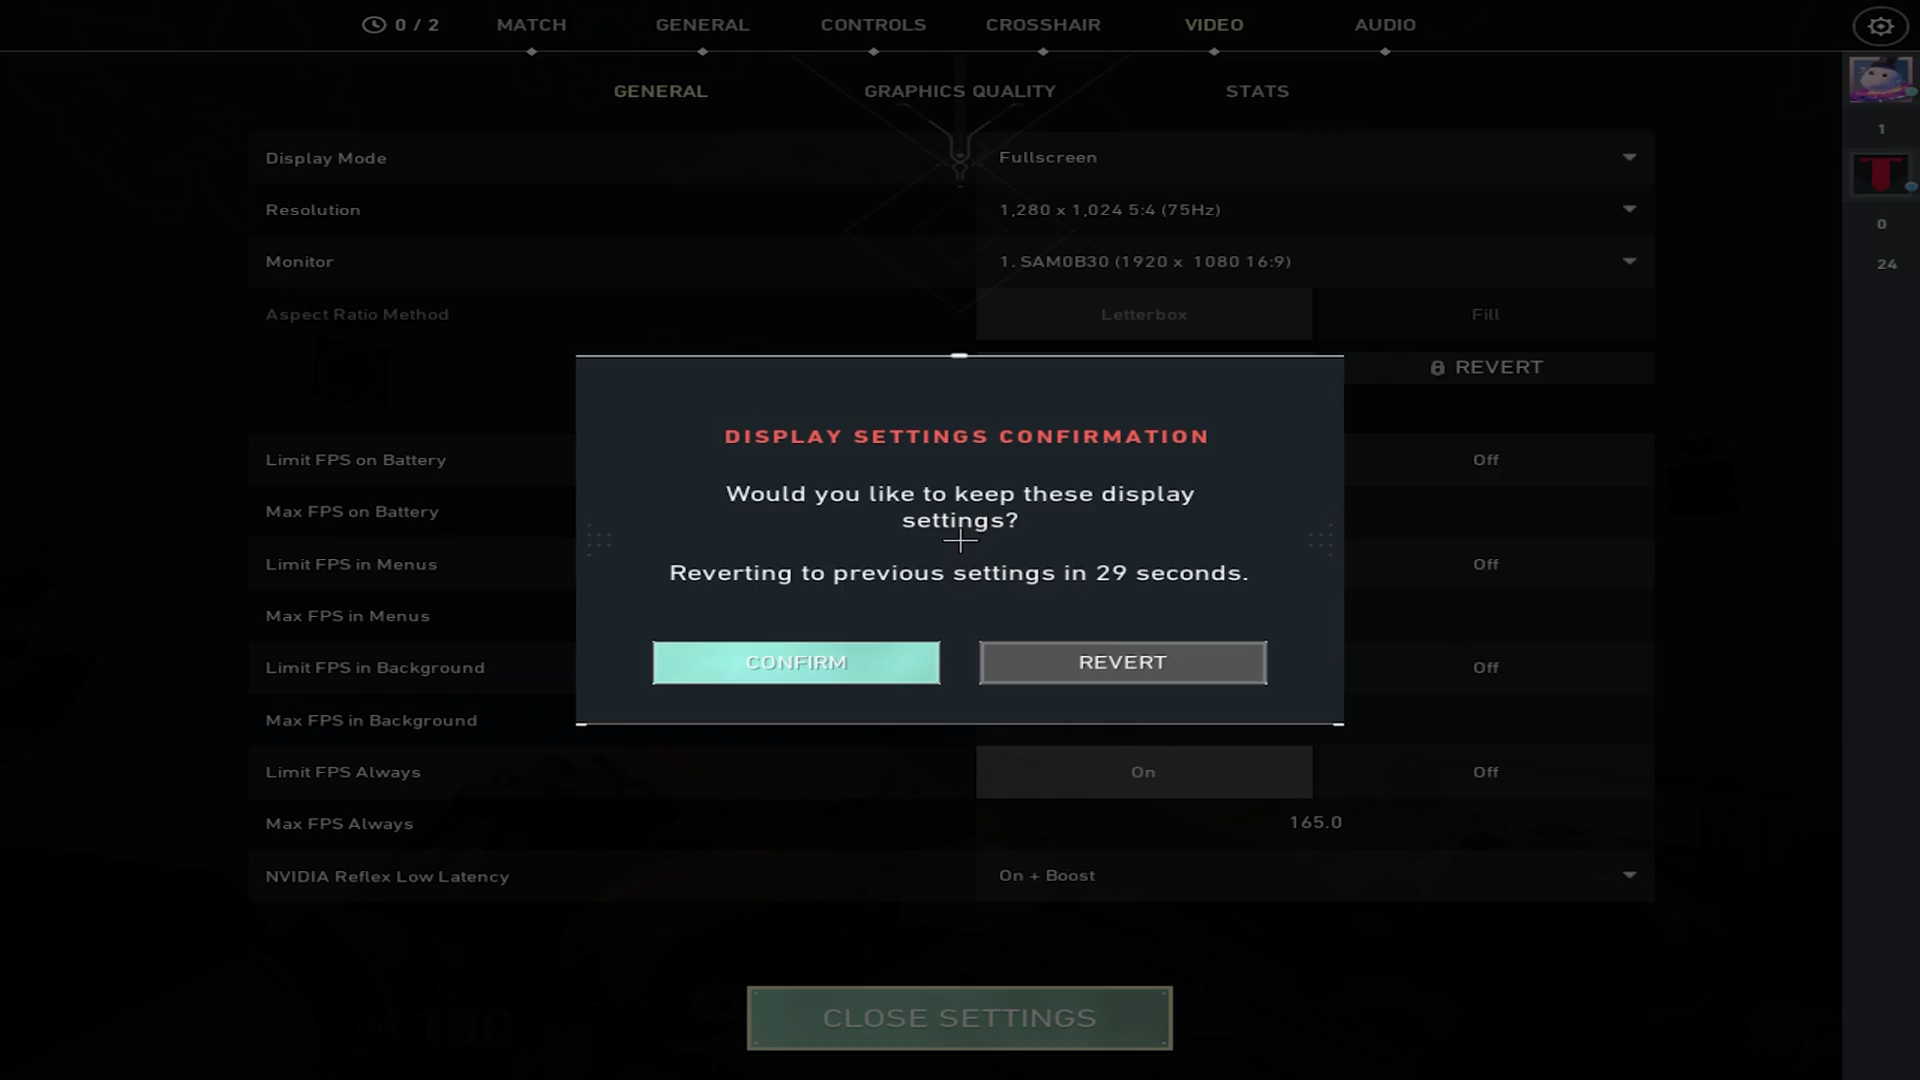 0 / 2 MATCH GENERAL CONTROLS CROSSHAIR VIDEO AUDIO
GENERAL GRAPHICS QUALITY STATS
Display Mode Fullscreen
1
Resolution 1,280 x 1,024 5:4 (75Hz)
0
Monitor 1. SAM0B30 (1920 x 1080 16:9)
24
Aspect Ratio Method Letterbox Fill
REVERT
DISPLAY SETTINGS CONFIRMATION
Would you like to keep these display
settings?
Reverting to previous settings in 29 seconds.
CONFIRM REVERT
Limit FPS on Battery Off
Max FPS on Battery
Limit FPS in Menus Off
Max FPS in Menus
Limit FPS in Background Off
Max FPS in Background
Limit FPS Always On Off
Max FPS Always 165.0
NVIDIA Reflex Low Latency On + Boost
100
CLOSE SETTINGS